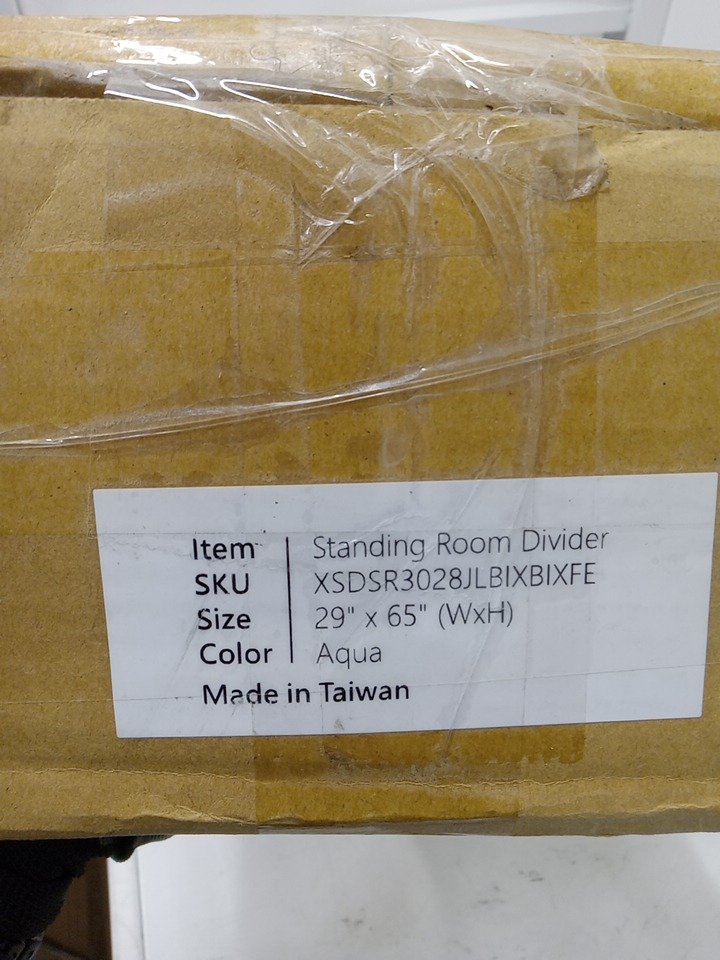 Item Standing Room Divider
SKU XSDSR3028JLBIXBIXFE
Size 29" x 65" (WxH)
Color Aqua
Made in Taiwan